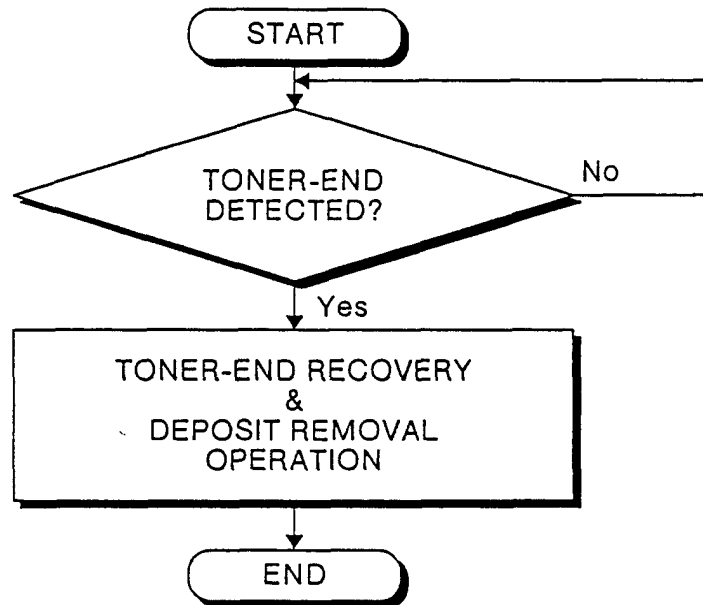 START
TONER-END
DETECTED?
No
Yes
TONER-END RECOVERY
&
DEPOSIT REMOVAL
OPERATION
END